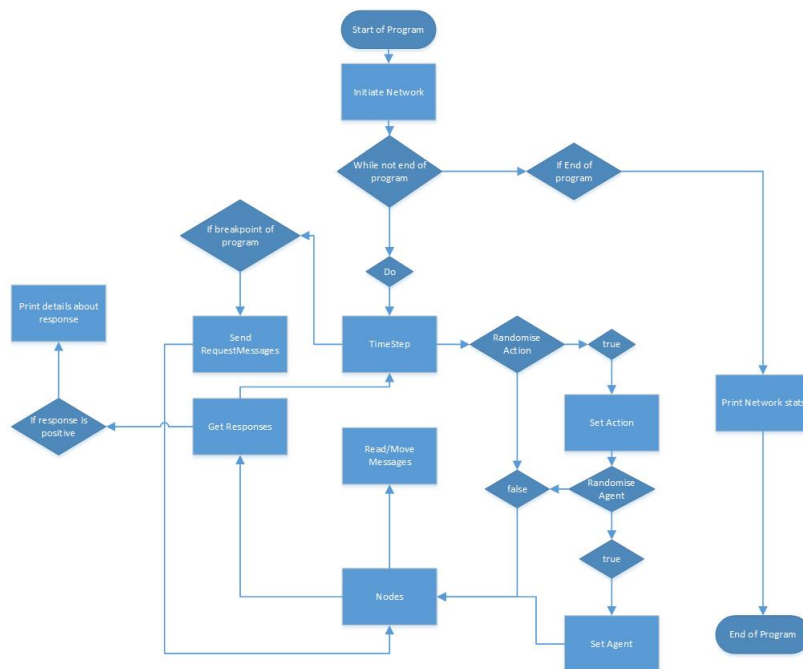 Start of Program
Initiate Network
While not end of
program
If End of
program
If breakpoint of
program
Do
Print details about
response
Send
RequestMessages
TimeStep
Randomise
Action
true
Print Network stats
If response is
positive
Get Responses
Set Action
Read/Move
Messages
false
Randomise
Agent
true
Nodes
Set Agent
End of Program